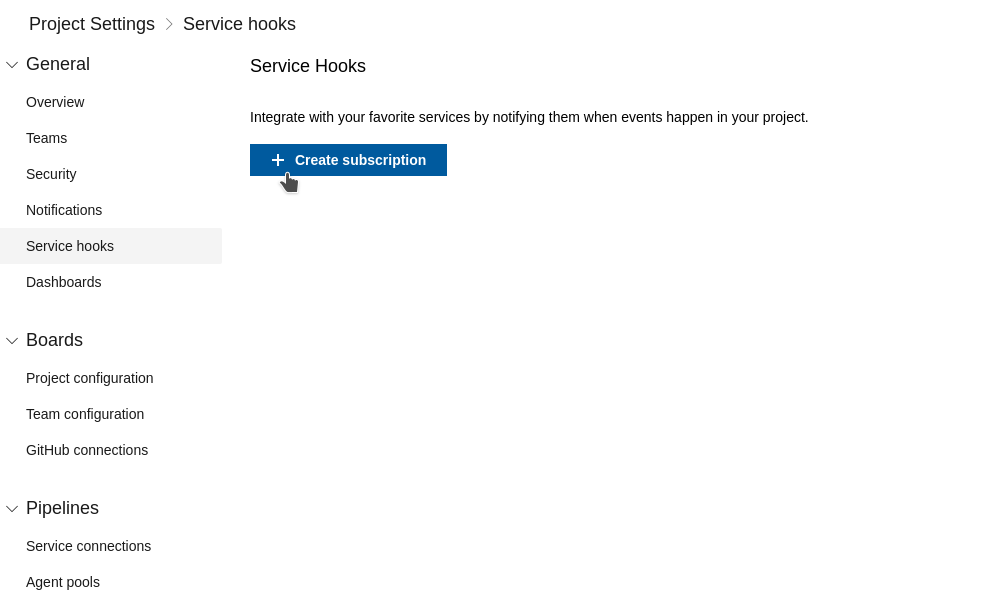 Project Settings > Service hooks
General
Overview
Teams
Security
Notifications
Service hooks
Dashboards
Boards
Project configuration
Team configuration
GitHub connections
Pipelines
Service connections
Agent pools
Service Hooks
Integrate with your favorite services by notifying them when events happen in your project.
+ Create subscription